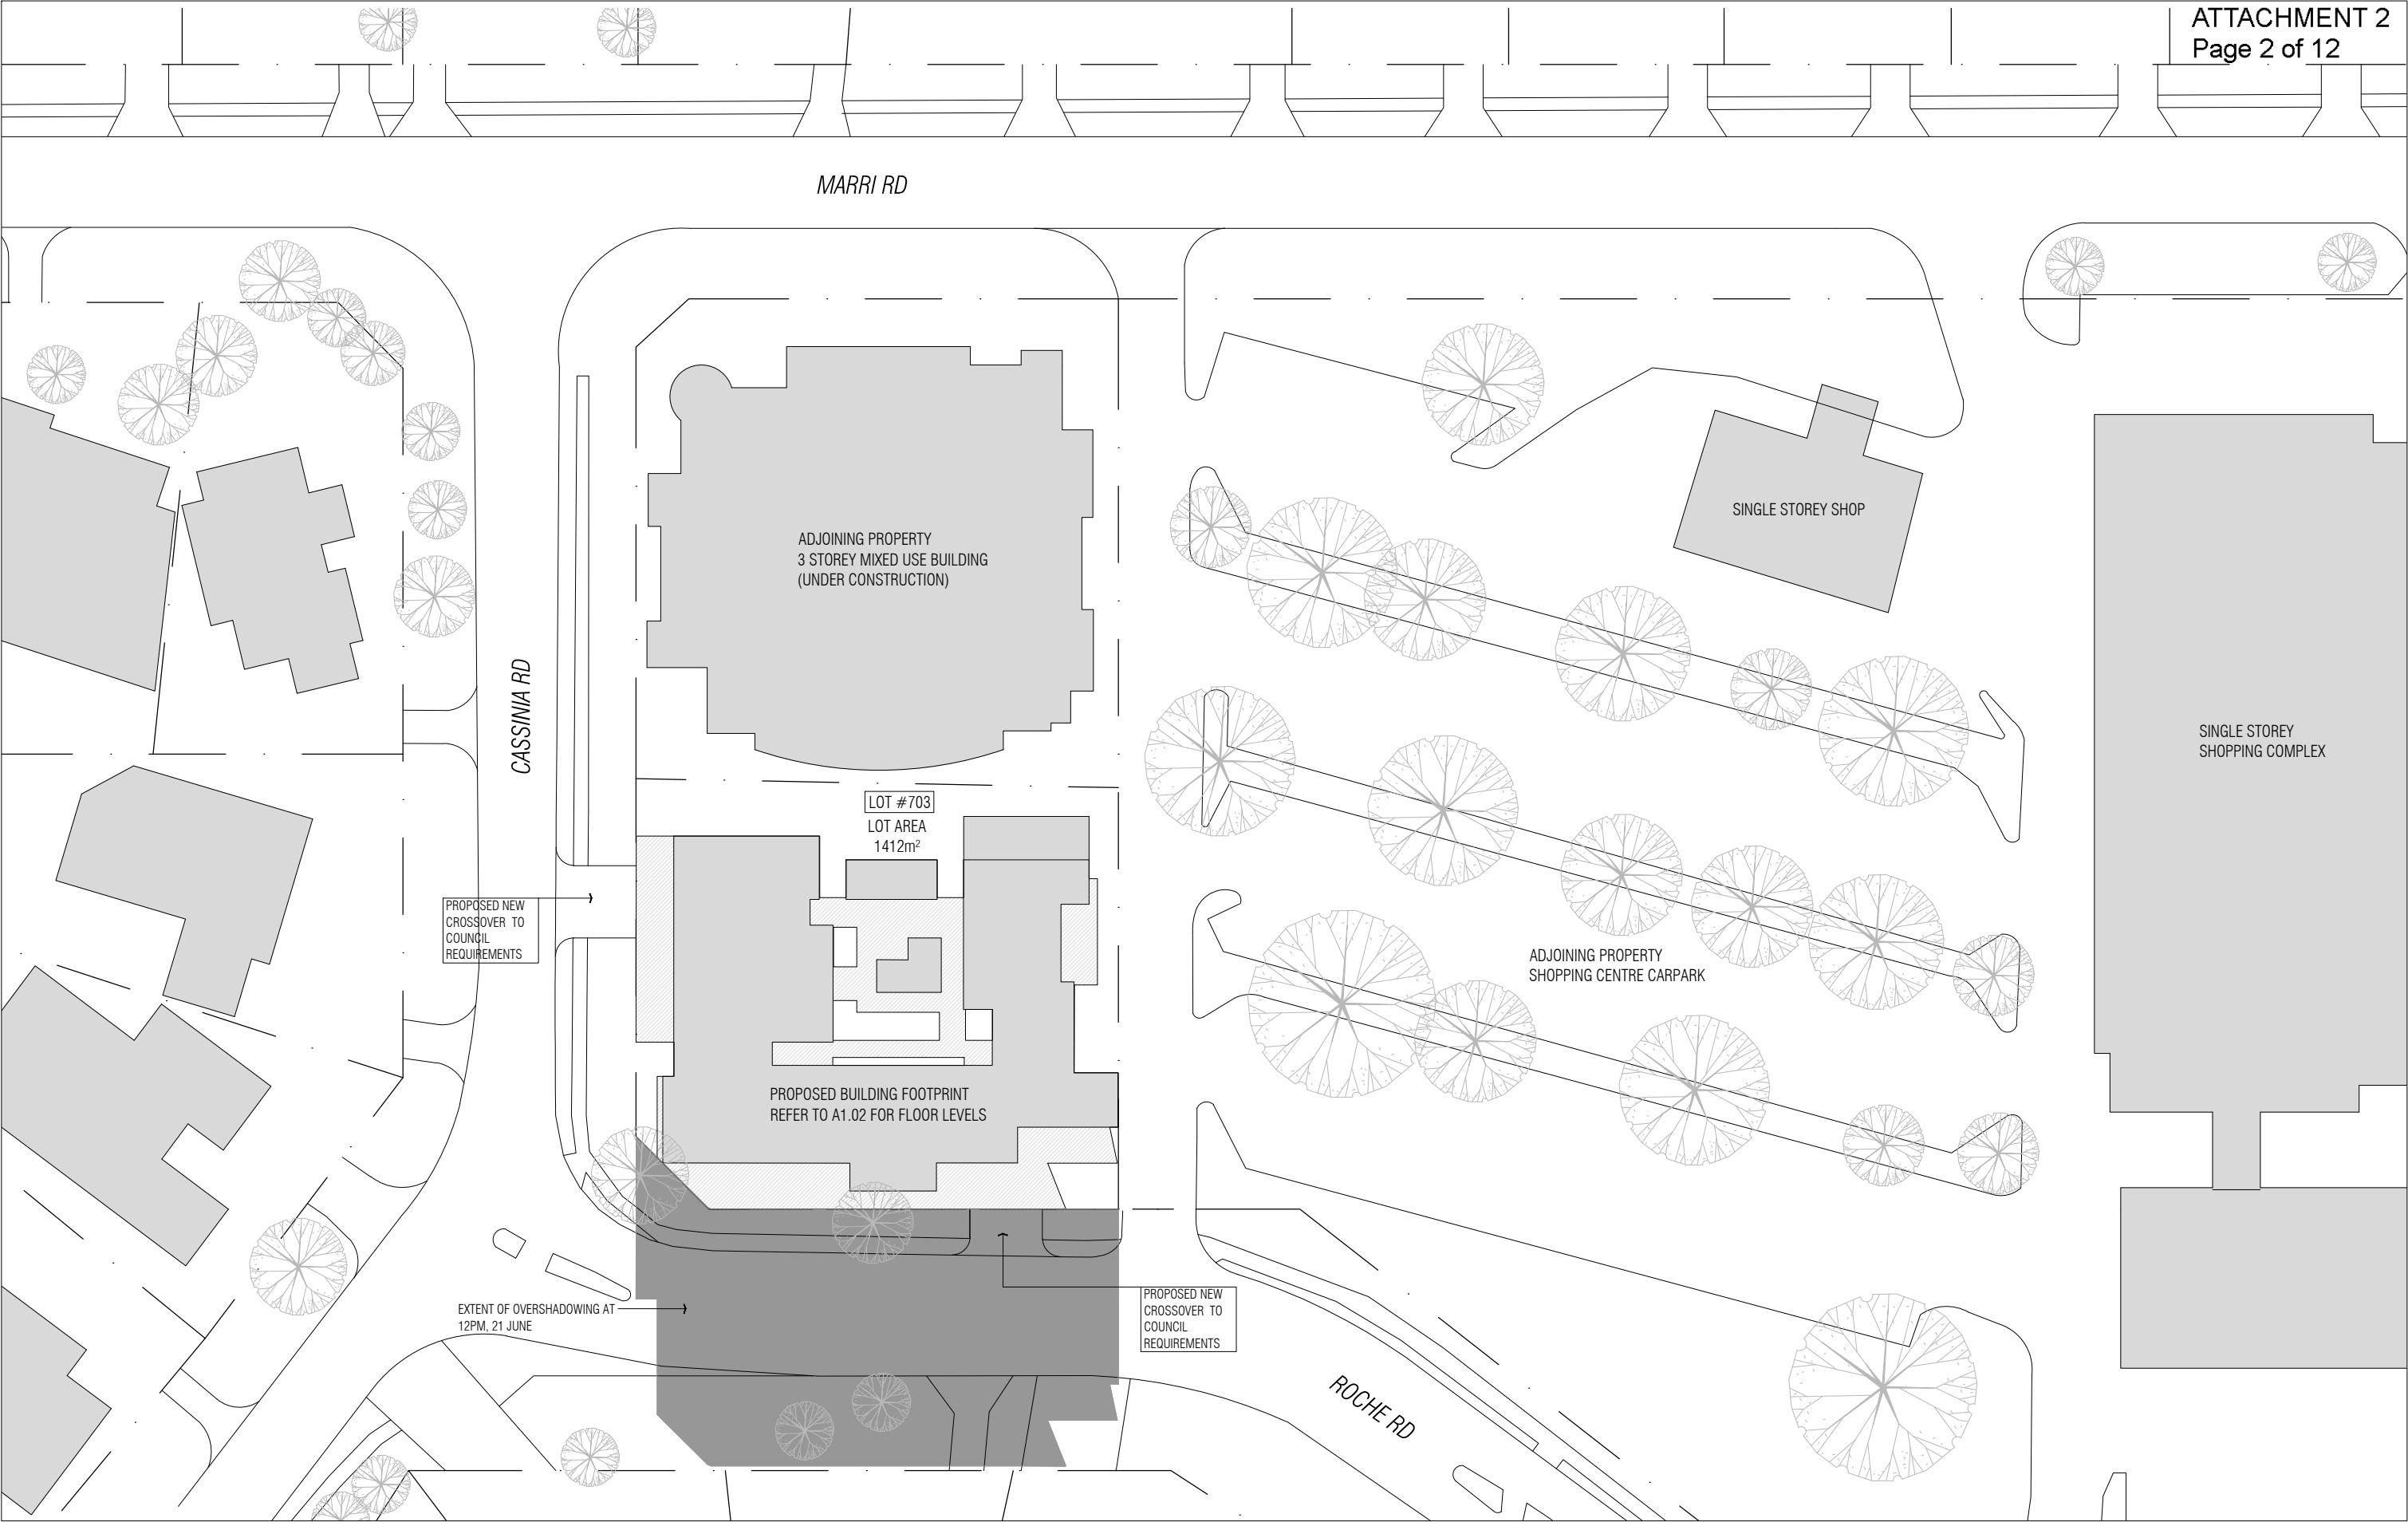 ATTACHMENT 2
Page 2 of 12
MARRI RD
CASSINIA RD
ADJOINING PROPERTY
3 STOREY MIXED USE BUILDING
(UNDER CONSTRUCTION)
SINGLE STOREY SHOP
SINGLE STOREY
SHOPPING COMPLEX
LOT #703
LOT AREA
1412m²
PROPOSED NEW
CROSSOVER TO
COUNCIL
REQUIREMENTS
ADJOINING PROPERTY
SHOPPING CENTRE CARPARK
PROPOSED BUILDING FOOTPRINT
REFER TO A1.02 FOR FLOOR LEVELS
EXTENT OF OVERSHADOWING AT
12PM, 21 JUNE
PROPOSED NEW
CROSSOVER TO
COUNCIL
REQUIREMENTS
ROCHE RD